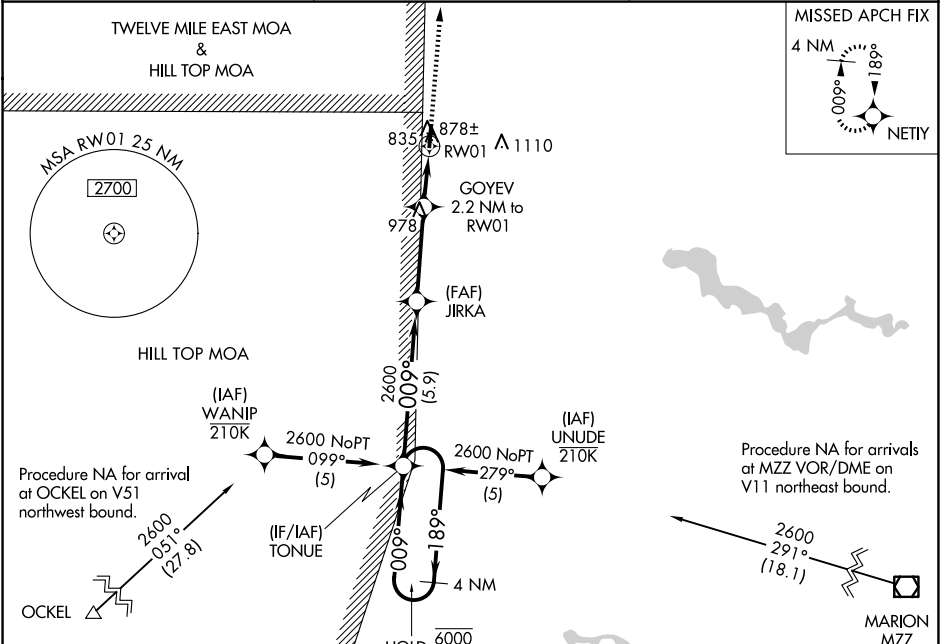 TWELVE MILE EAST MOA
&
HILL TOP MOA
MISSED APCH FIX
4 NM
009°
189°
NETIY
MSA RW01 25 NM
2700
835
878±
RW01
1110
GOYEV
2.2 NM to
RW01
978
(FAF)
JIRKA
HILL TOP MOA
2600
009°
(5.9)
(IAF)
WANIP
210K
2600 NoPT
099°
(5)
(IAF)
UNUDE
210K
2600 NoPT
279°
(5)
Procedure NA for arrival
at OCKEL on V51
northwest bound.
Procedure NA for arrivals
at MZZ VOR/DME on
V11 northeast bound.
(IF/IAF)
TONUE
009°
189°
4 NM
2600
051°
(27.8)
OCKEL
2600
291°
(18.1)
MARION
MZZ
HOLD 6000